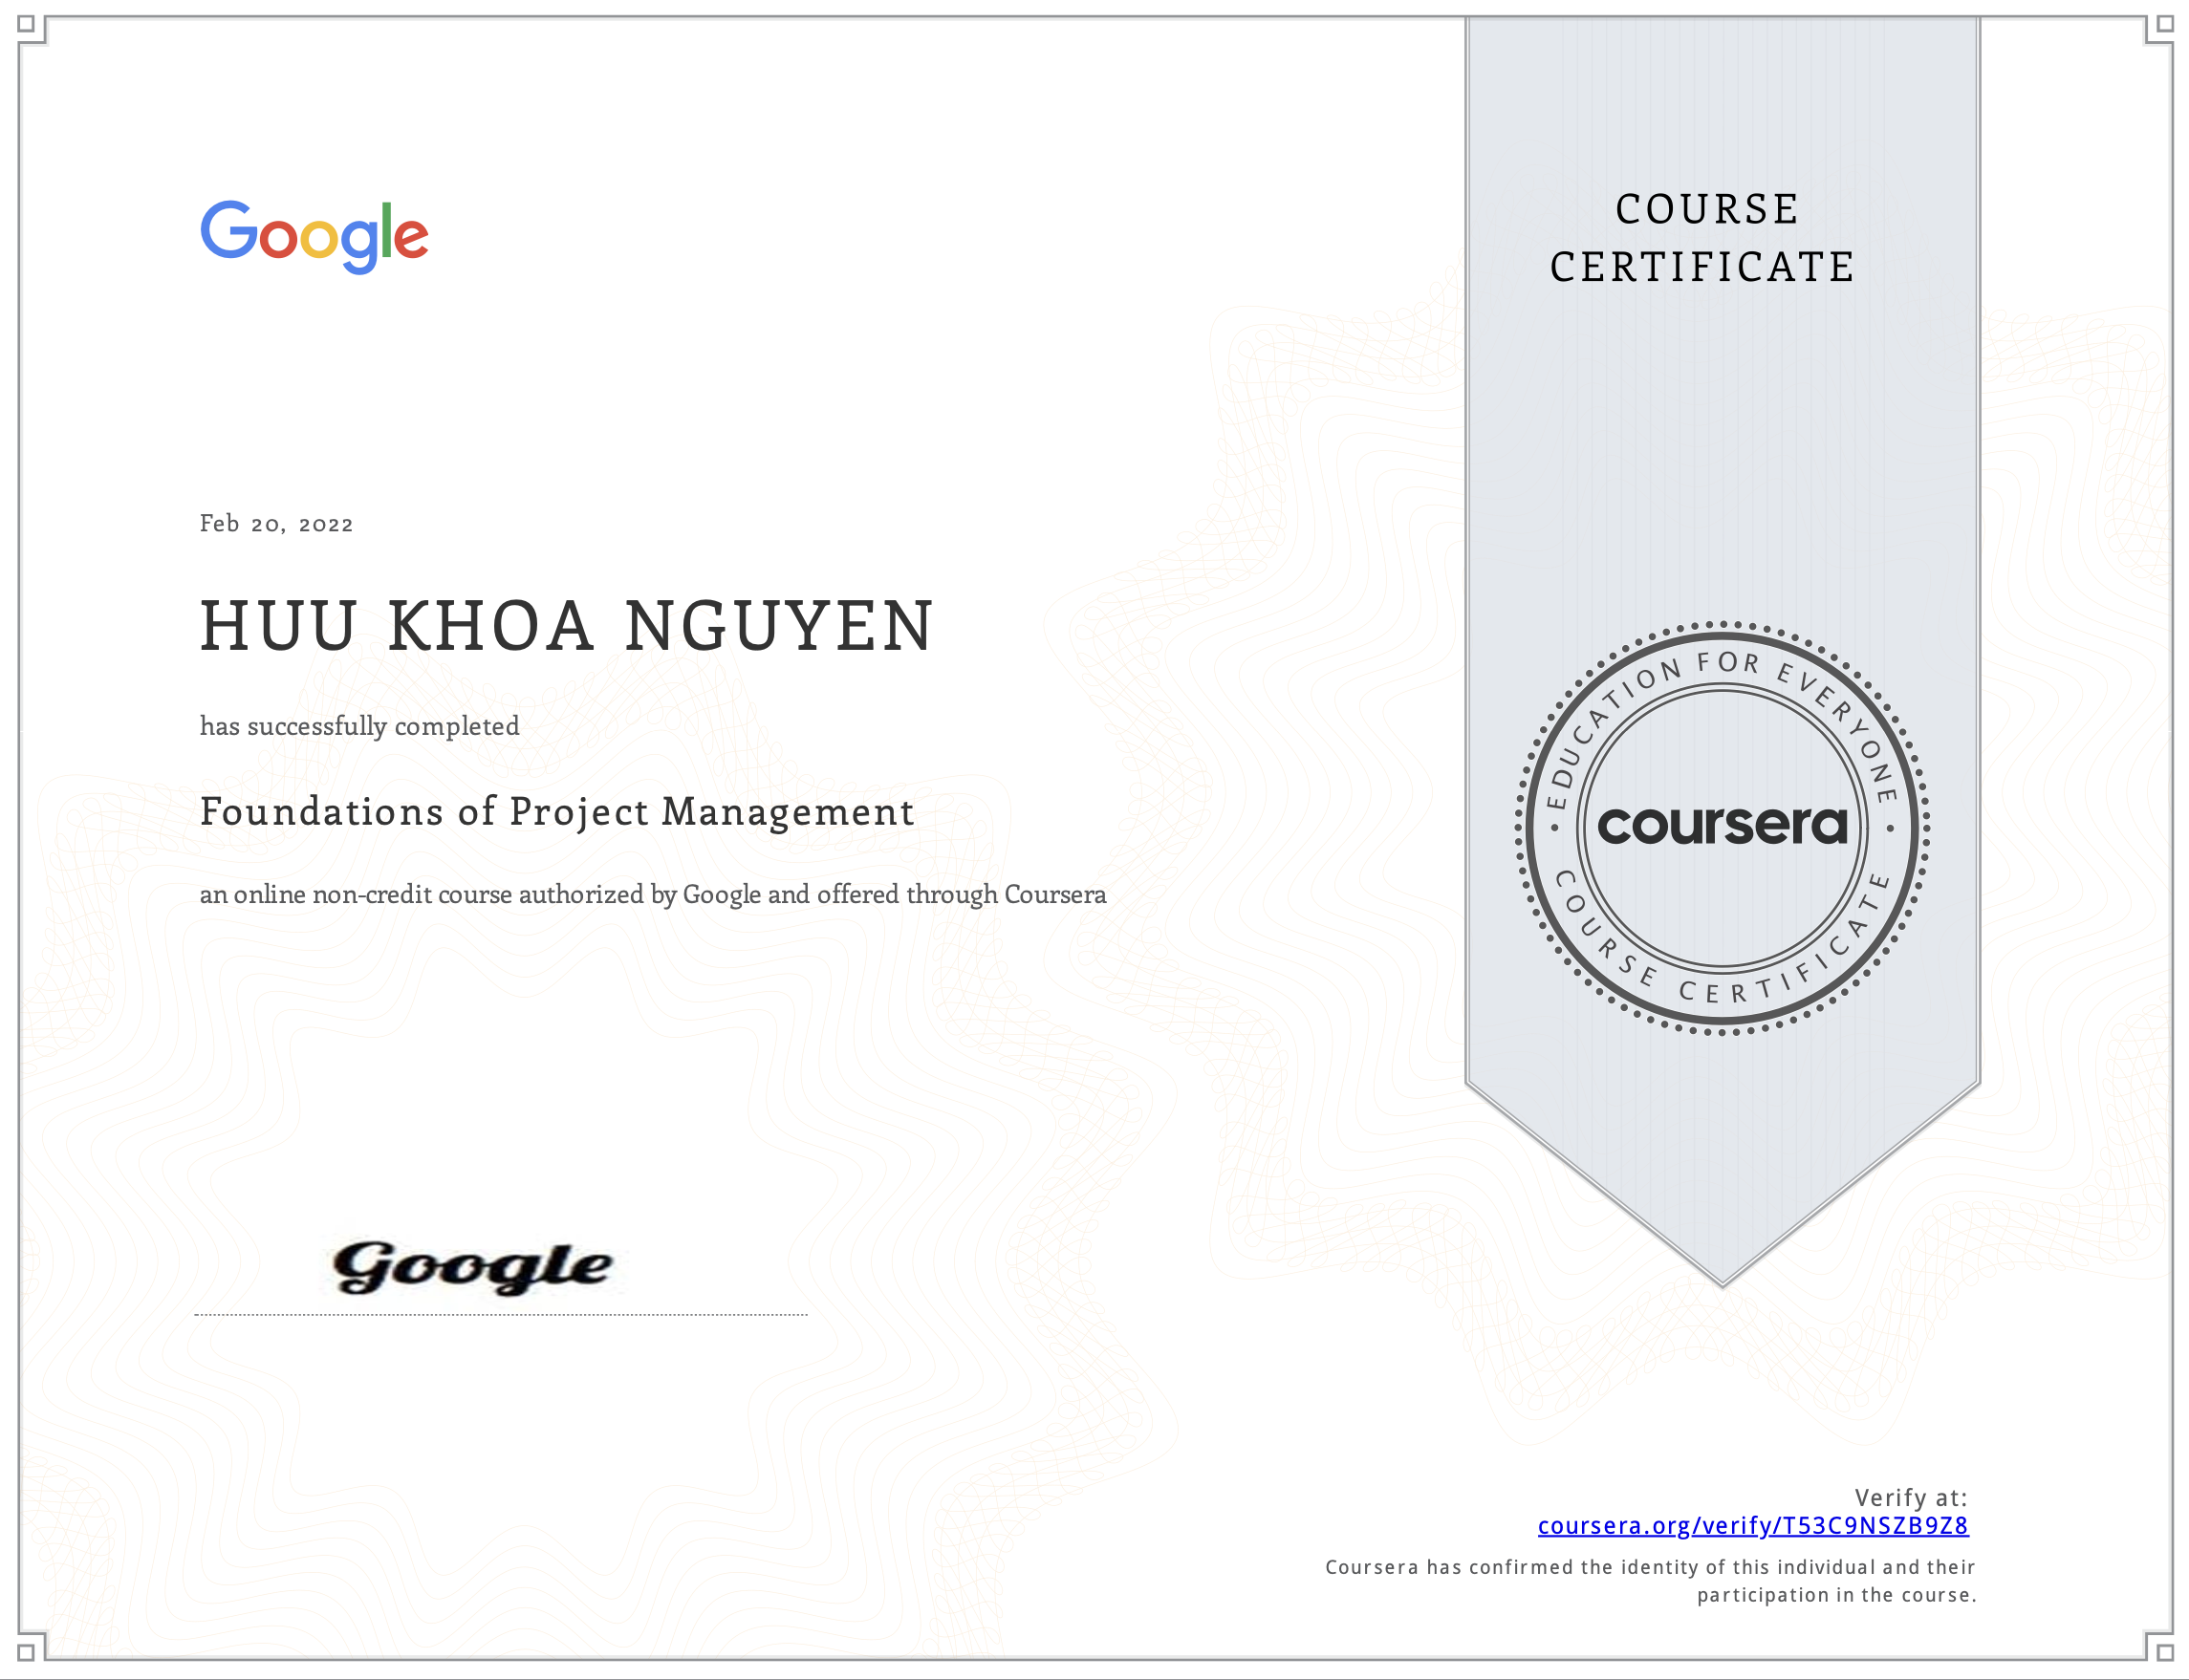 Google
COURSE
CERTIFICATE
Feb 20, 2022
HUU KHOA NGUYEN
has successfully completed
Foundations of Project Management
an online non-credit course authorized by Google and offered through Coursera
EDUCATION FOR EVERYONE
coursera
COURSE CERTIFICATE
Google
Verify at:
coursera.org/verify/T53C9NSZB9Z8
Coursera has confirmed the identity of this individual and their
participation in the course.